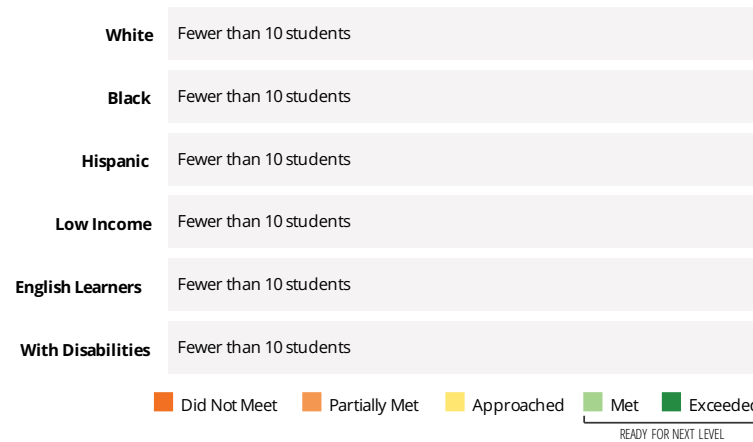 White Fewer than 10 students
Black Fewer than 10 students
Hispanic Fewer than 10 students
Low Income Fewer than 10 students
English Learners Fewer than 10 students
With Disabilities Fewer than 10 students
Did Not Meet Partially Met Approached Met Exceeded
READY FOR NEXT LEVEL